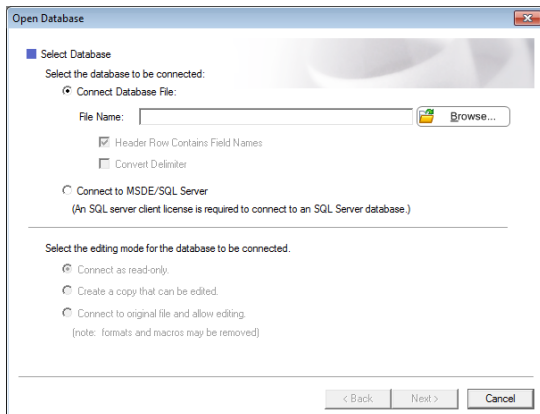 Open Database
Select Database
Select the database to be connected:
Connect Database File:
File Name:
Browse...
Header Row Contains Field Names
Convert Delimiter
Connect to MSDE/SQL Server
(An SQL server client license is required to connect to an SQL Server database.)
Select the editing mode for the database to be connected.
Connect as read-only.
Create a copy that can be edited.
Connect to original file and allow editing.
(note: formats and macros may be removed)
< Back
Next >
Cancel